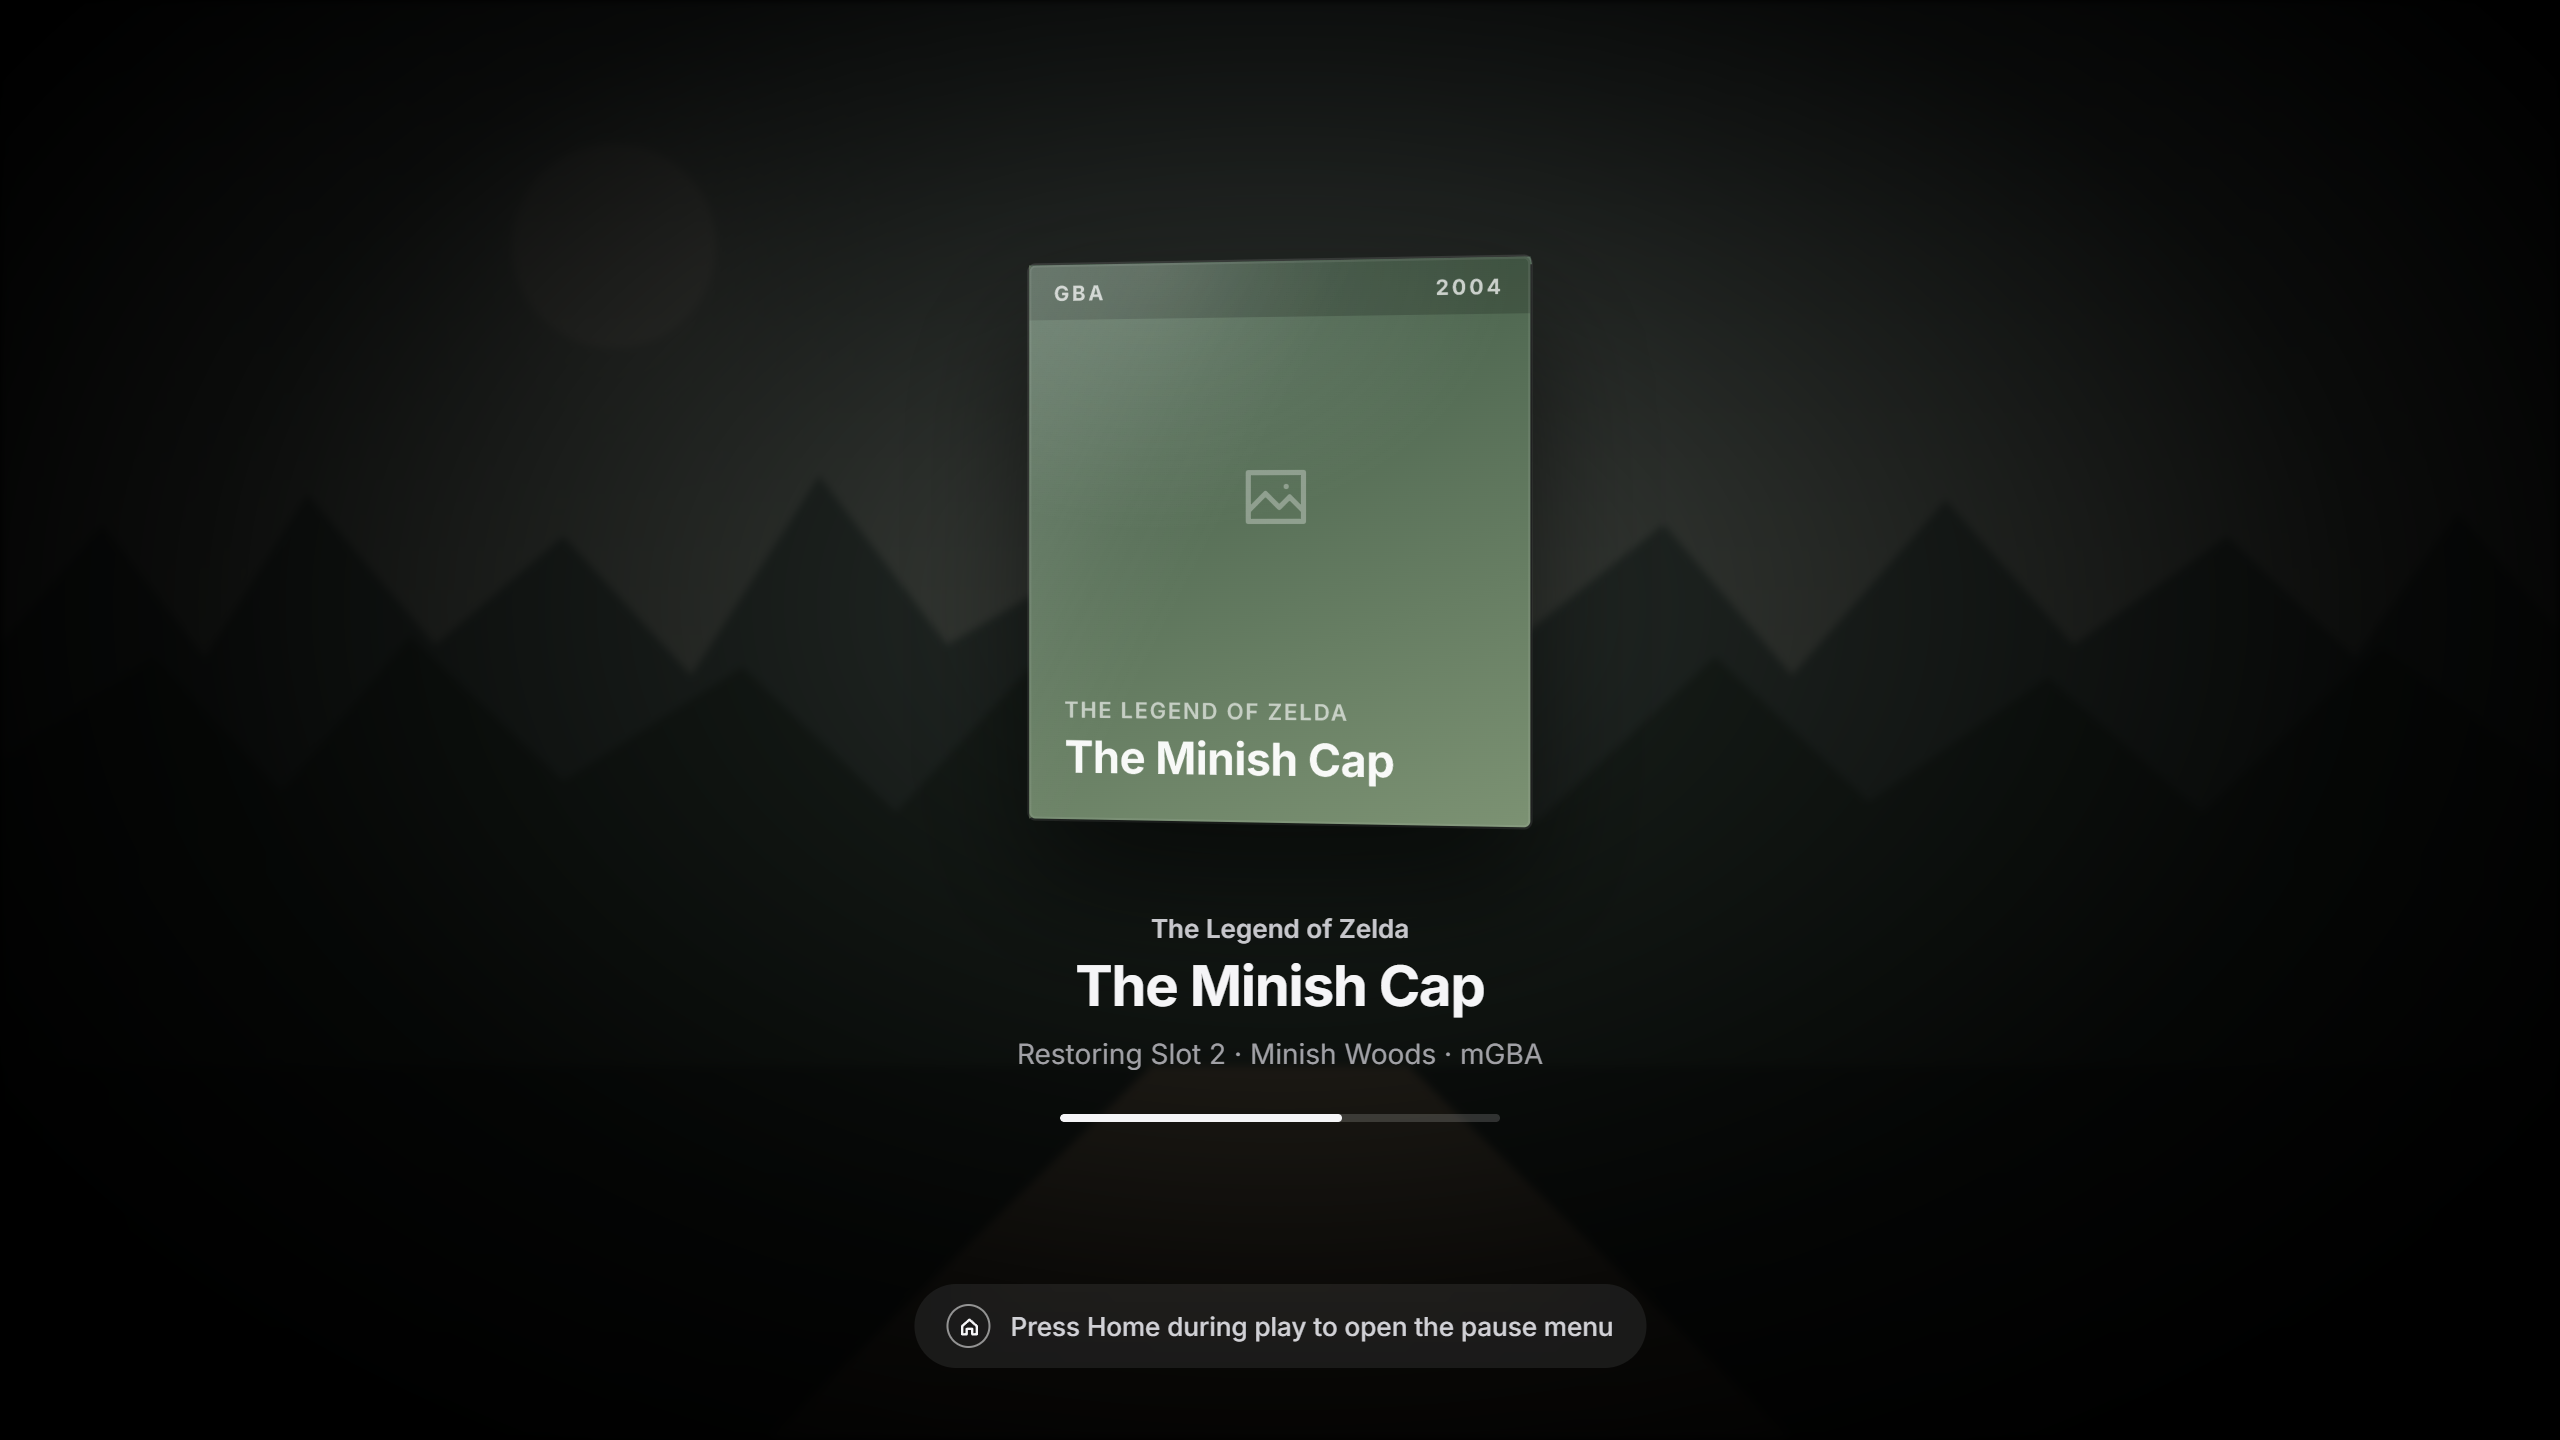 GBA 2004
THE LEGEND OF ZELDA
The Minish Cap
The Legend of Zelda
The Minish Cap
Restoring Slot 2 · Minish Woods · mGBA
Press Home during play to open the pause menu